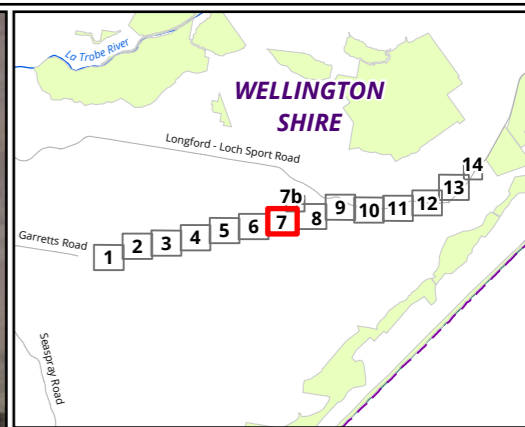 La Trobe River
WELLINGTON
SHIRE
Longford - Loch Sport Road
14
13
7b
12
11
10
9
8
7
6
5
4
3
2
1
Garretts Road
Seaspray Road